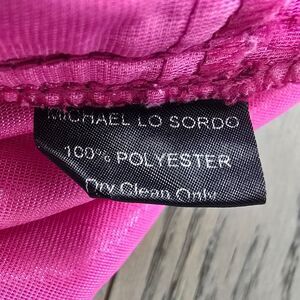 MICHAEL LO SORDO
100% POLYESTER
Dry Clean Only